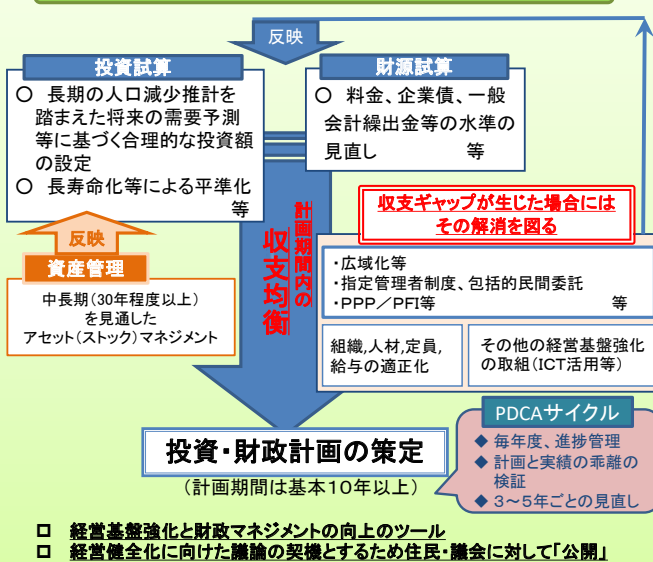 反映
投資試算
○ 長期の人口減少推計を
踏まえた将来の需要予測
等に基づく合理的な投資額
の設定
○ 長寿命化等による平準化
等
財源試算
○ 料金、企業債、一般
会計繰出金等の水準の
見直し 等
反映
資産管理
中長期(30年程度以上)
を見通した
アセット(ストック)マネジメント
計画期間内の
収支均衡
収支ギャップが生じた場合には
その解消を図る
・広域化等
・指定管理者制度、包括的民間委託
・PPP/PFI等 等
組織,人材,定員,
給与の適正化
その他の経営基盤強化
の取組(ICT活用等)
投資・財政計画の策定
(計画期間は基本10年以上)
PDCAサイクル
◆ 毎年度、進捗管理
◆ 計画と実績の乖離の
検証
◆ 3~5年ごとの見直し
□ 経営基盤強化と財政マネジメントの向上のツール
□ 経営健全化に向けた議論の契機とするため住民・議会に対して「公開」